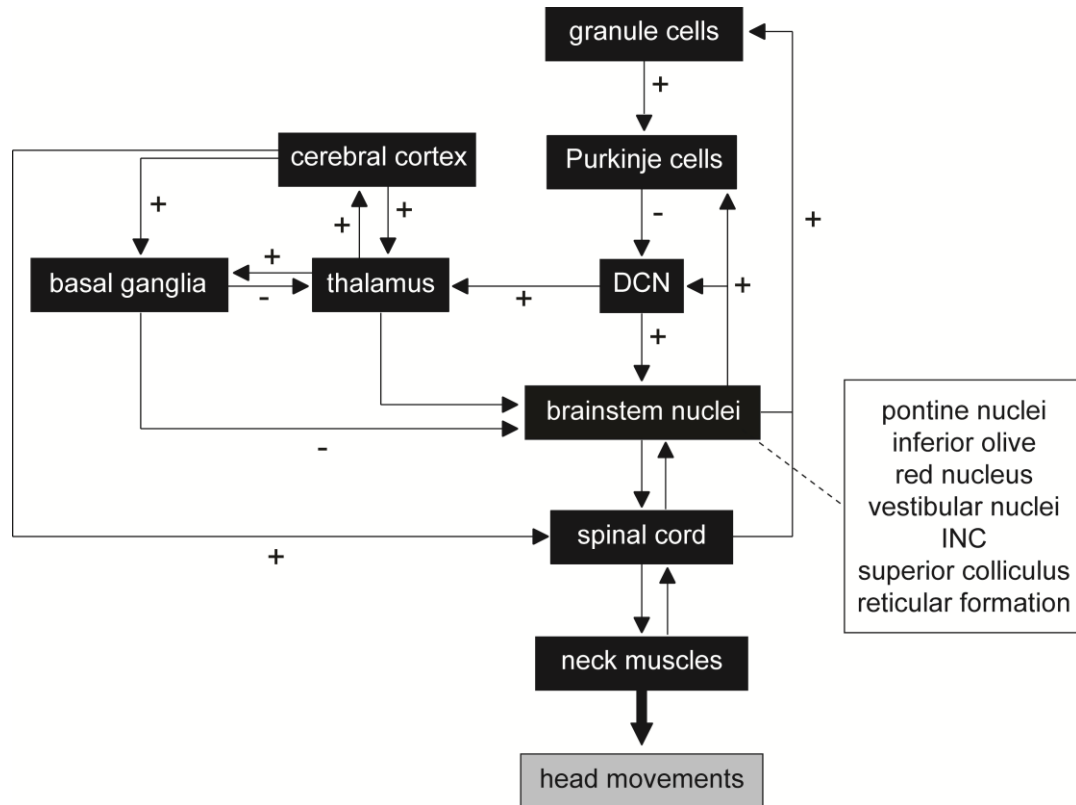 granule cells
+
cerebral cortex
Purkinje cells
+
+
+
-
+
+
basal ganglia
-
thalamus
+
DCN
+
+
brainstem nuclei
-
pontine nuclei
inferior olive
red nucleus
vestibular nuclei
INC
superior colliculus
reticular formation
spinal cord
+
neck muscles
head movements